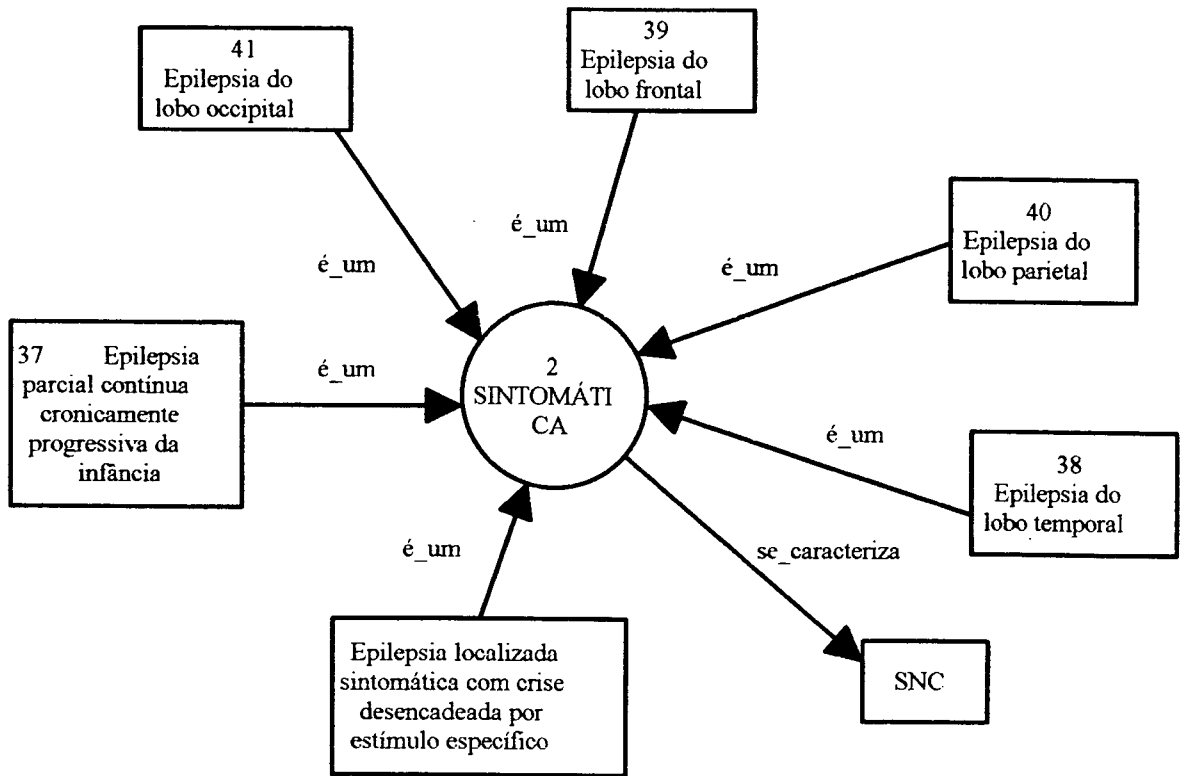 41
Epilepsia do
lobo occipital
39
Epilepsia do
lobo frontal
40
Epilepsia do
lobo parietal
é_um
é_um
é_um
37 Epilepsia
parcial contínua
cronicamente
progressiva da
infância
é_um
2
SINTOMÁTI
CA
é_um
38
Epilepsia do
lobo temporal
é_um
se_caracteriza
Epilepsia localizada
sintomática com crise
desencadeada por
estímulo específico
SNC